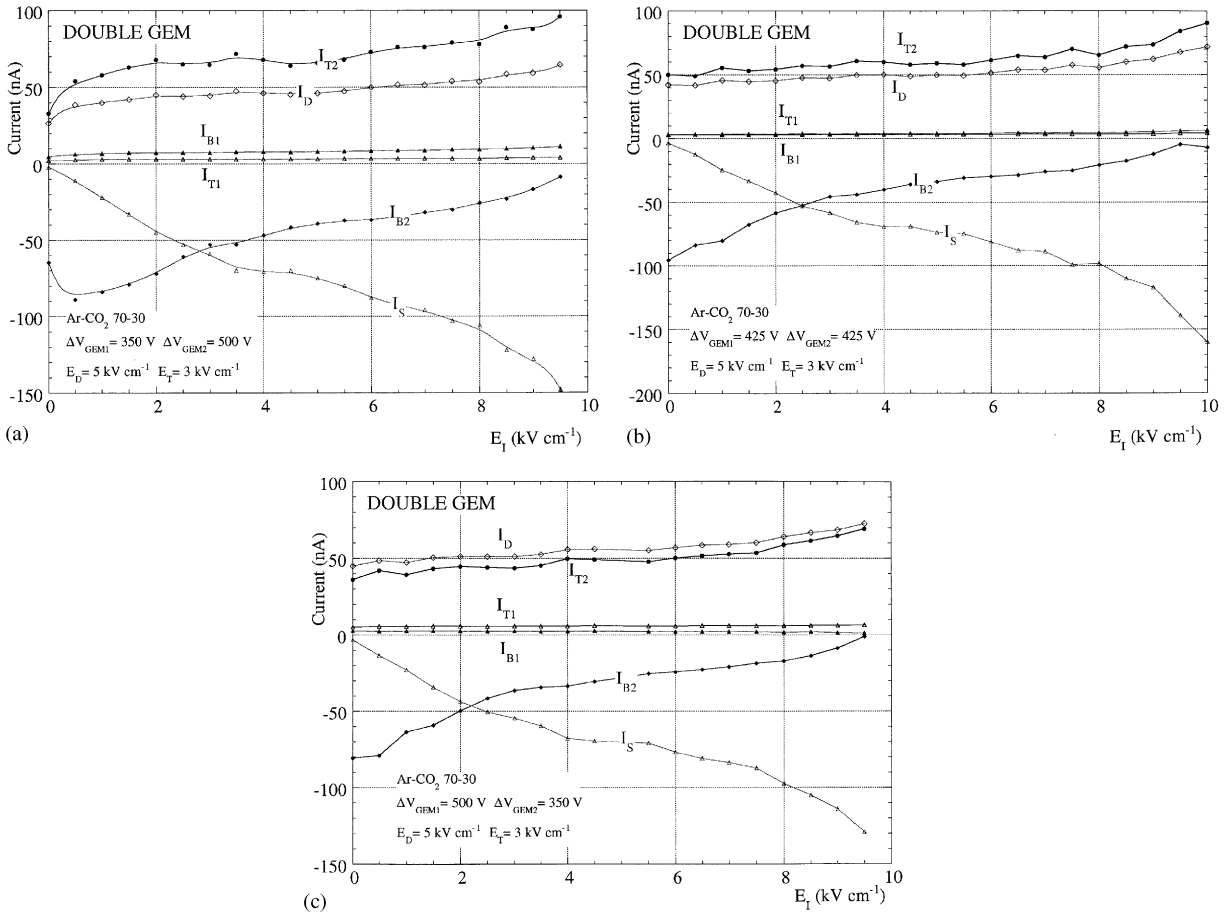 100
DOUBLE GEM
I_T2
50
I_D
Current (nA)
I_B1
0
I_T1
I_B2
-50
-100
I_S
Ar-CO₂ 70-30
ΔV_GEM1= 350 V ΔV_GEM2= 500 V
E_D= 5 kV cm⁻¹ E_T= 3 kV cm⁻¹
-150
0 2 4 6 8 10
E_I (kV cm⁻¹)
(a)
100
DOUBLE GEM
I_T2
50
I_D
Current (nA)
I_T1
0
I_B1
I_B2
-50
I_S
-100
Ar-CO₂ 70-30
-150
ΔV_GEM1= 425 V ΔV_GEM2= 425 V
E_D= 5 kV cm⁻¹ E_T= 3 kV cm⁻¹
-200
0 2 4 6 8 10
E_I (kV cm⁻¹)
(b)
100
DOUBLE GEM
I_D
50
I_T2
Current (nA)
I_T1
0
I_B1
I_B2
-50
I_S
-100
Ar-CO₂ 70-30
ΔV_GEM1= 500 V ΔV_GEM2= 350 V
E_D= 5 kV cm⁻¹ E_T= 3 kV cm⁻¹
-150
0 2 4 6 8 10
E_I (kV cm⁻¹)
(c)